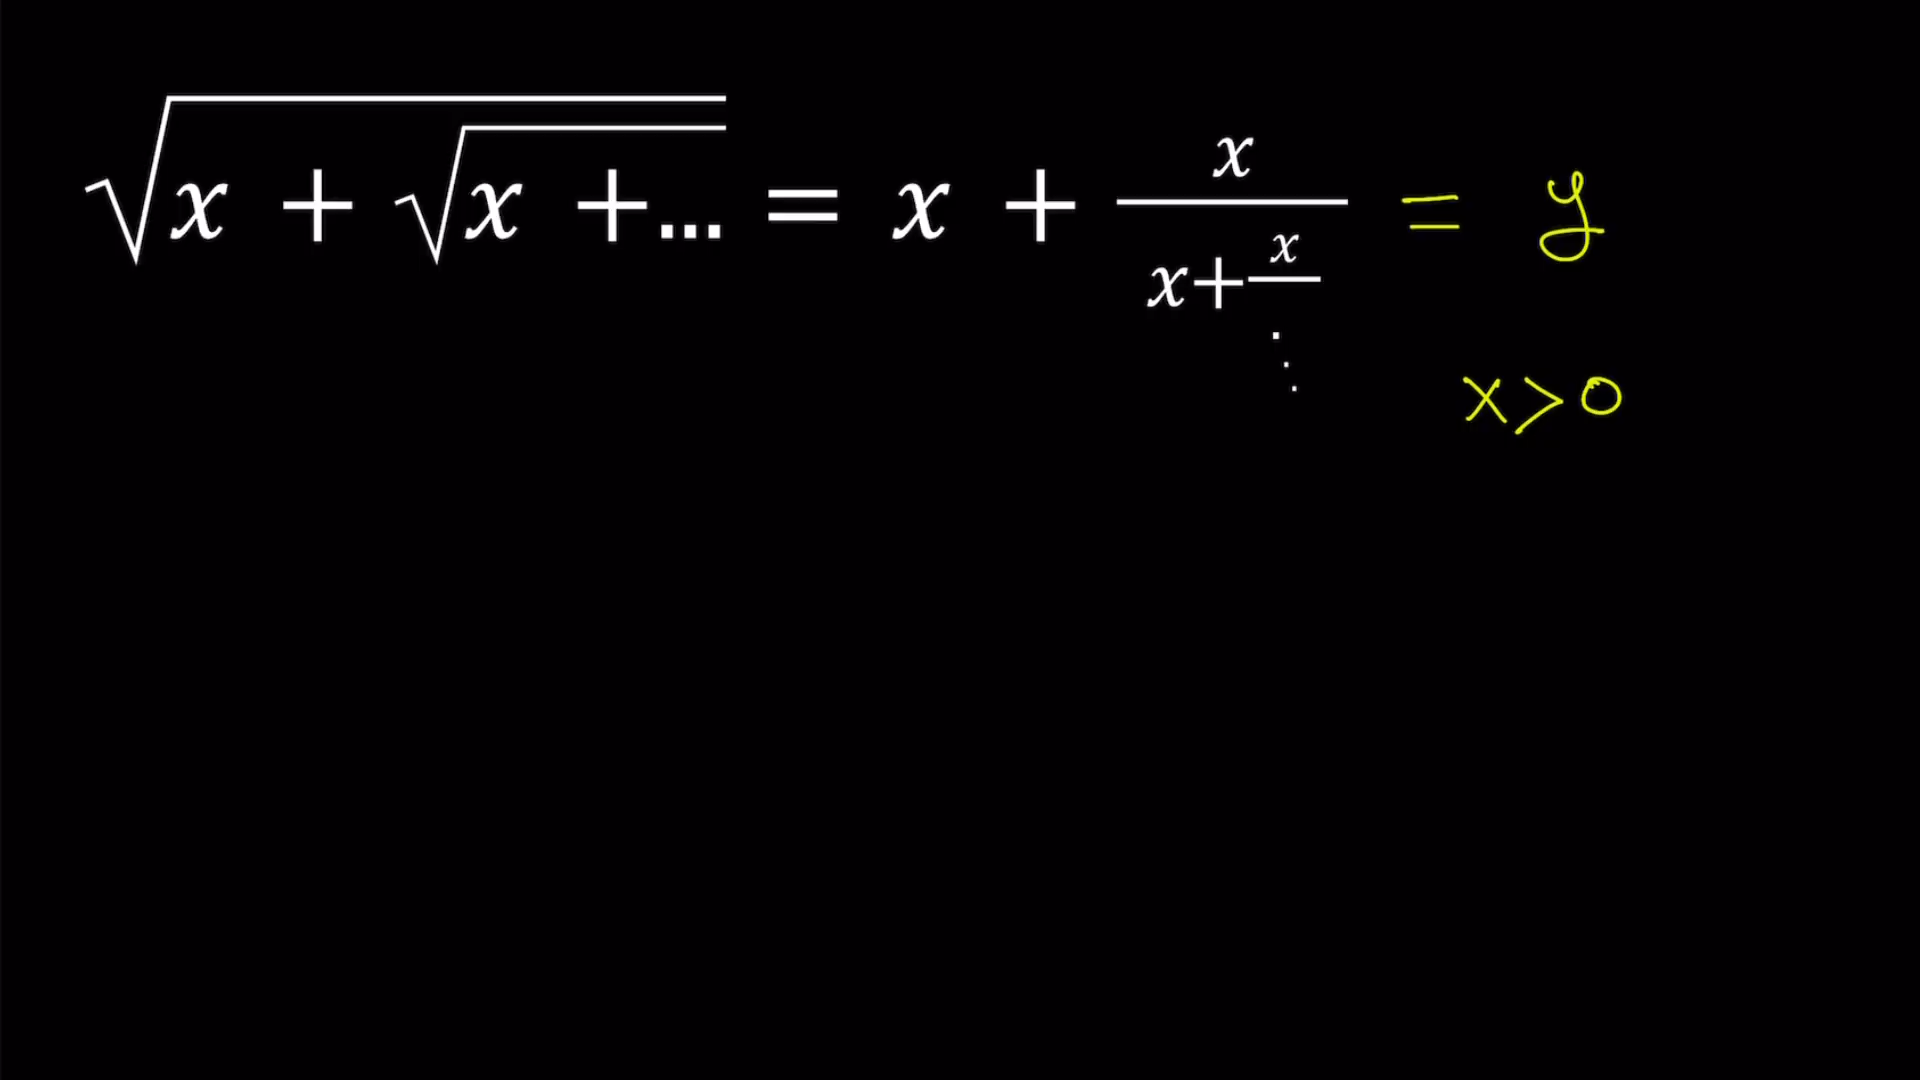 √(x + √(x +...)) = x + x/(x+x/⋱) = y
x>0